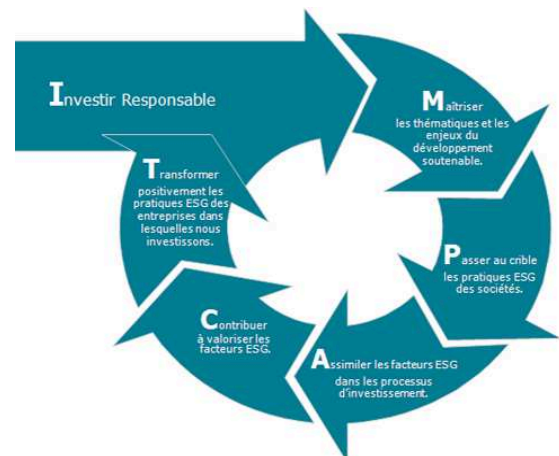 Investir Responsable
Maîtriser
les thématiques et les
enjeux du
développement
soutenable.
Passer au crible
les pratiques ESG
des sociétés.
Assimiler les facteurs ESG
dans les processus
d'investissement.
Contribuer
à valoriser les
facteurs ESG.
Transformer
positivement les
pratiques ESG des
entreprises dans
lesquelles nous
investissons.